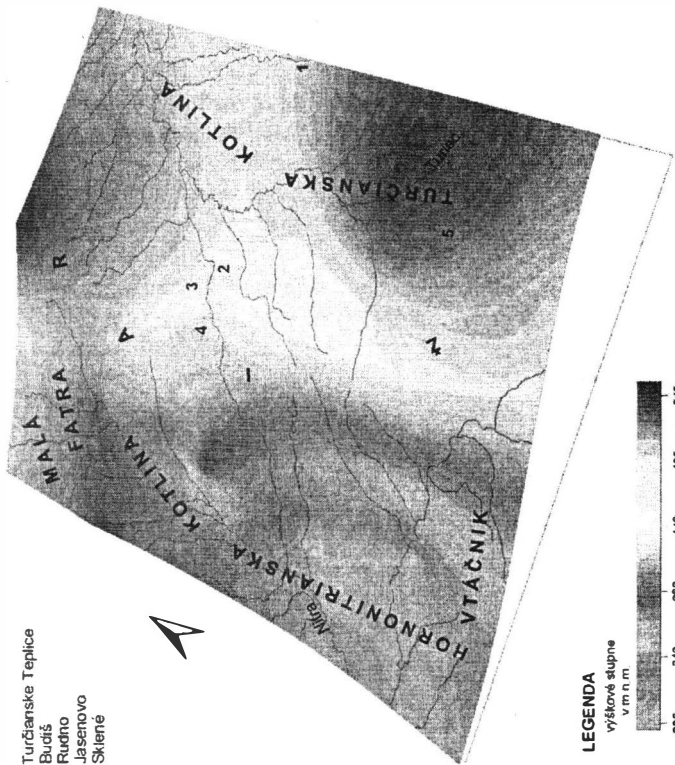 Turčianske Teplice
Budiš
Rudno
Jasenovo
Sklené
MALÁ
FATRA
R
A
I
Ž
KOTLINA
TURČIANSKA
KOTLINA
HORNONITRIANSKA
VTÁČNIK
Nitra
Turiec
1
2
3
4
5
LEGENDA
výškové stupne
v m n m